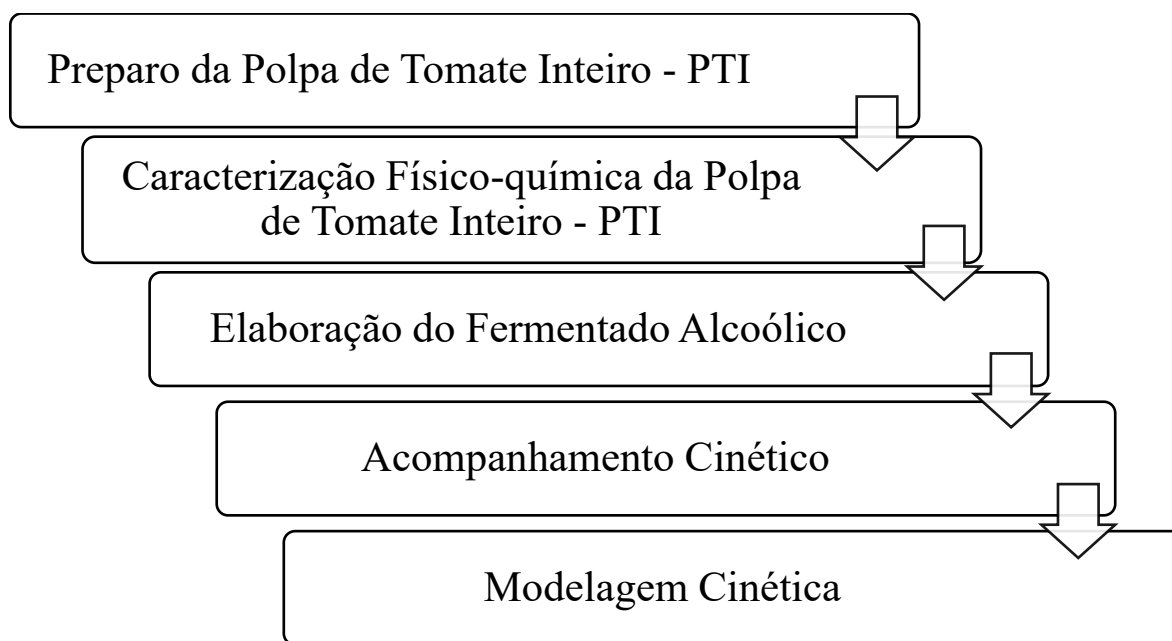 Preparo da Polpa de Tomate Inteiro - PTI
Caracterização Físico-química da Polpa
de Tomate Inteiro - PTI
Elaboração do Fermentado Alcoólico
Acompanhamento Cinético
Modelagem Cinética